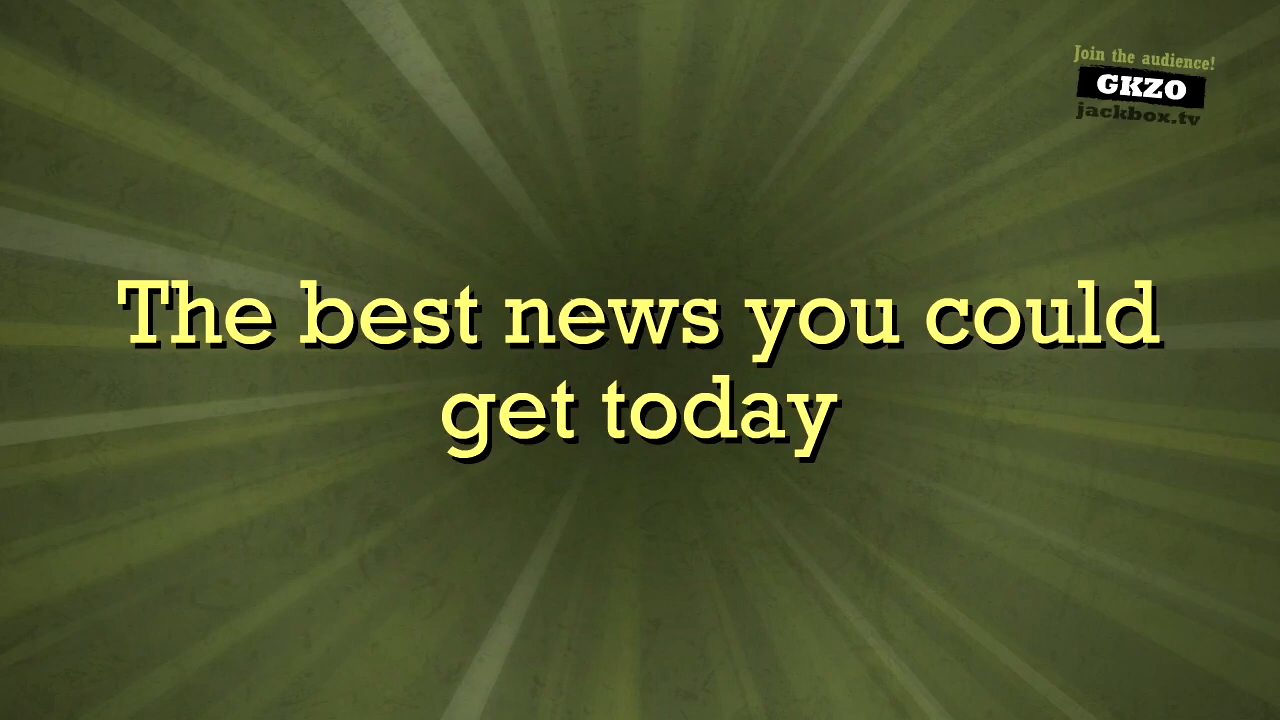 Join the audience!
GKZO
jackbox.tv
The best news you could
get today